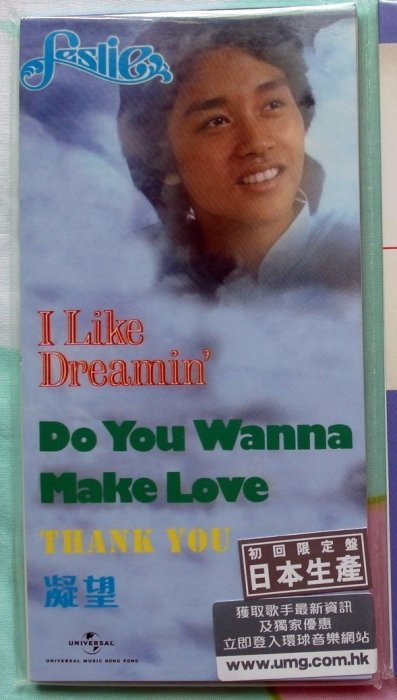 Leslie
I Like
Dreamin'
Do You Wanna
Make Love
THANK YOU
凝望
初回限定盤
日本生產
UNIVERSAL
UNIVERSAL MUSIC HONG KONG
獲取歌手最新資訊
及獨家優惠
立即登入環球音樂網站
www.umg.com.hk